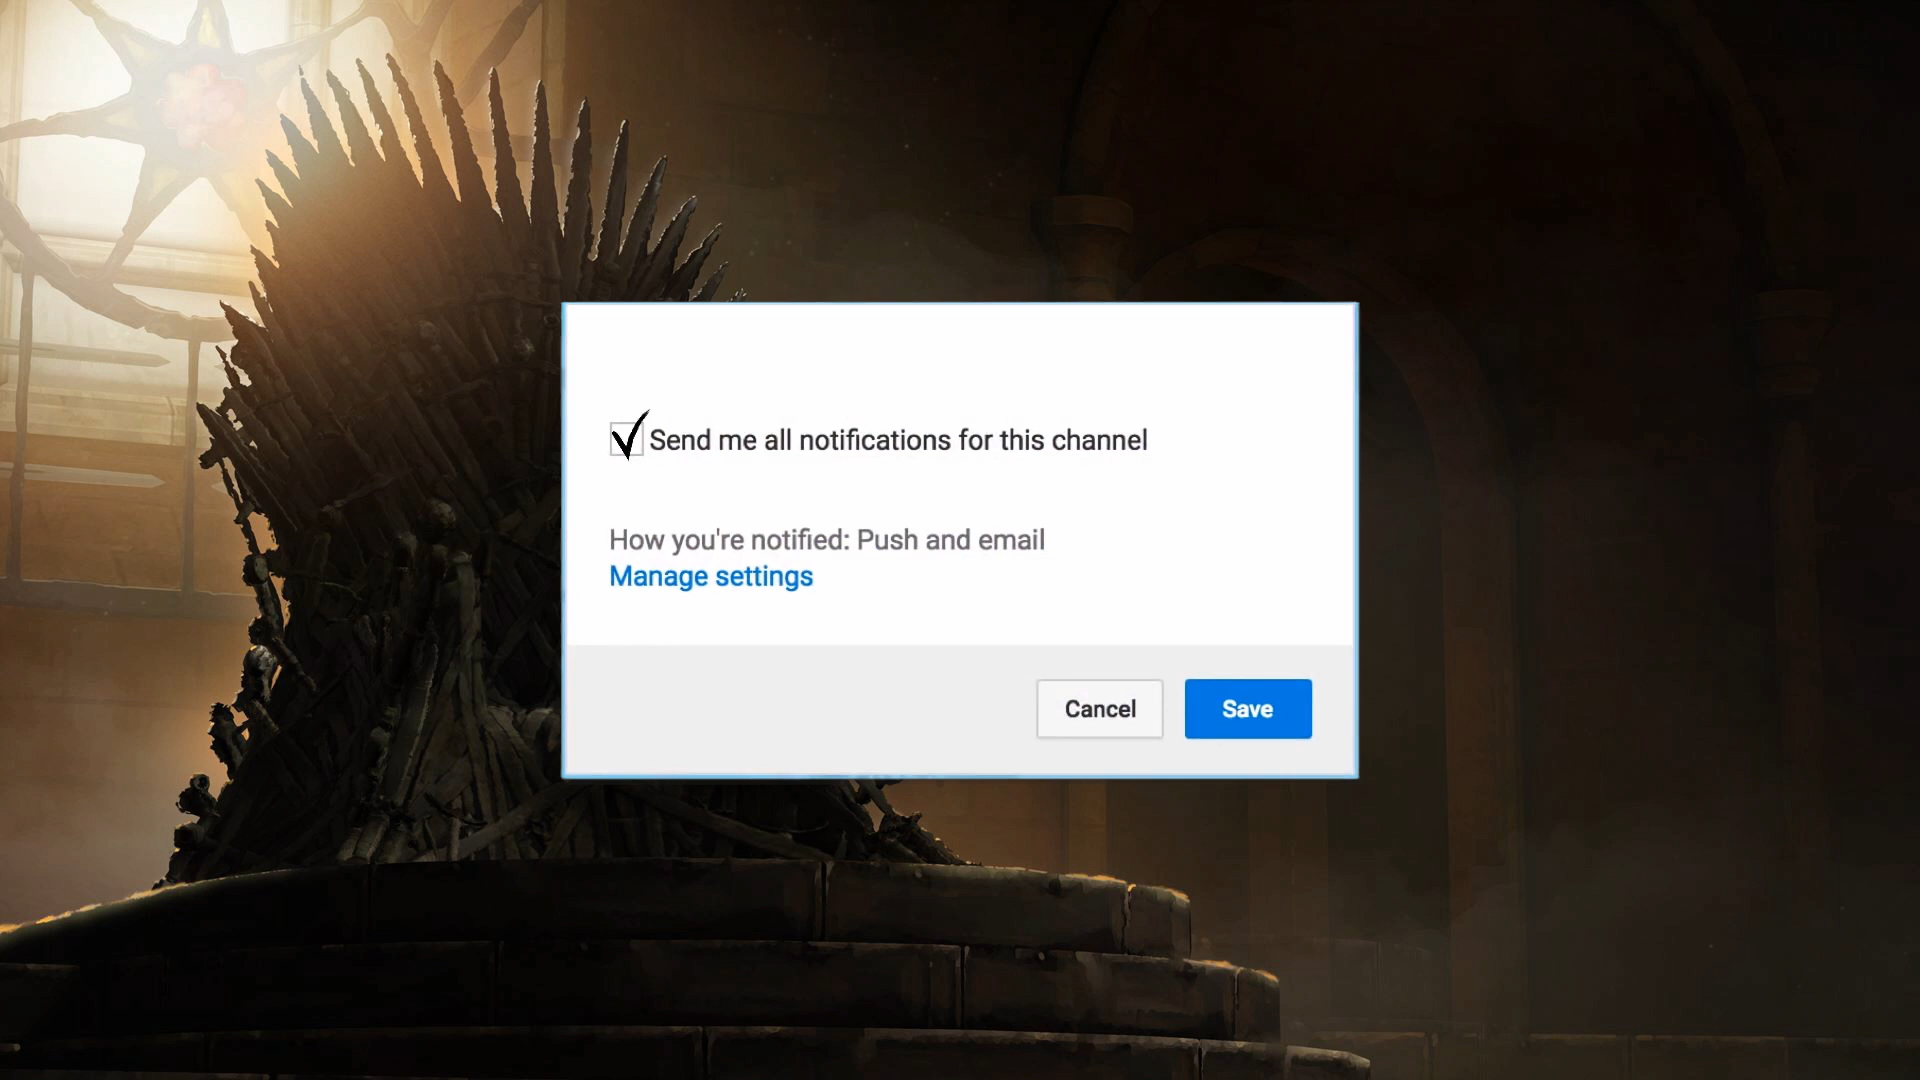 Send me all notifications for this channel
How you're notified: Push and email
Manage settings
Cancel
Save